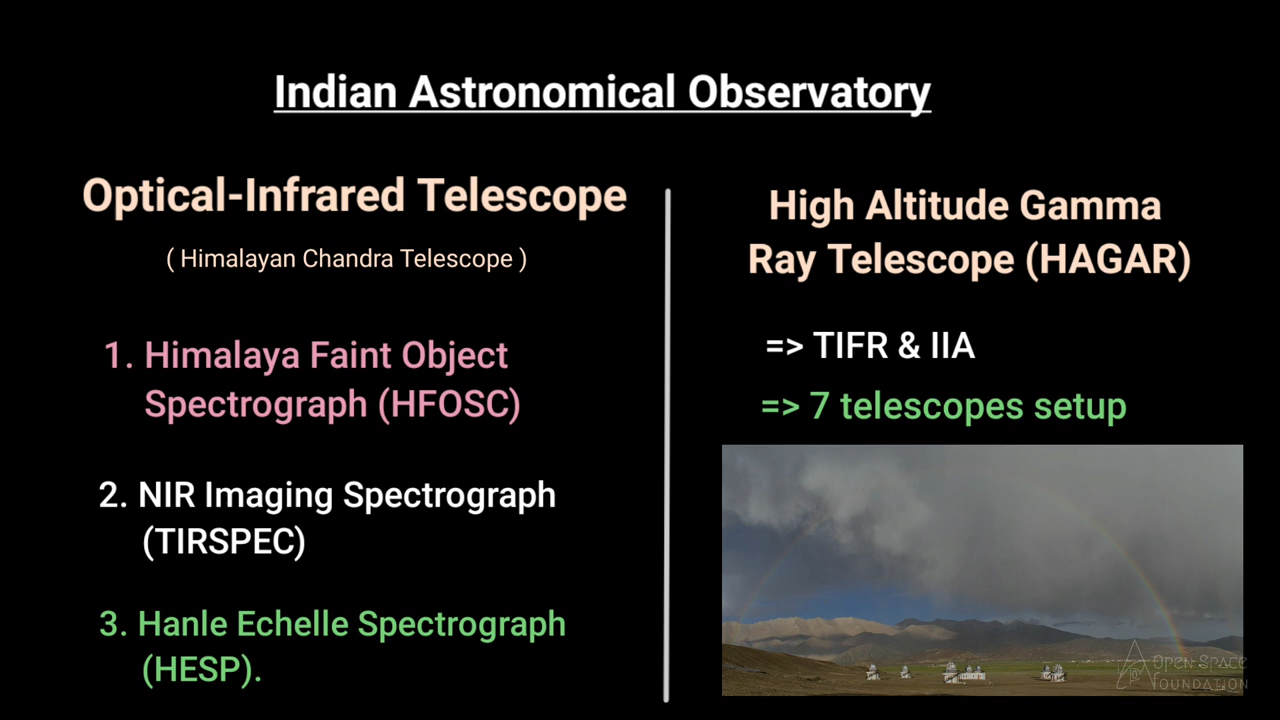 Indian Astronomical Observatory
Optical-Infrared Telescope
( Himalayan Chandra Telescope )
1. Himalaya Faint Object
Spectrograph (HFOSC)
2. NIR Imaging Spectrograph
(TIRSPEC)
3. Hanle Echelle Spectrograph
(HESP).
High Altitude Gamma
Ray Telescope (HAGAR)
=> TIFR & IIA
=> 7 telescopes setup
Open Space
Foundation